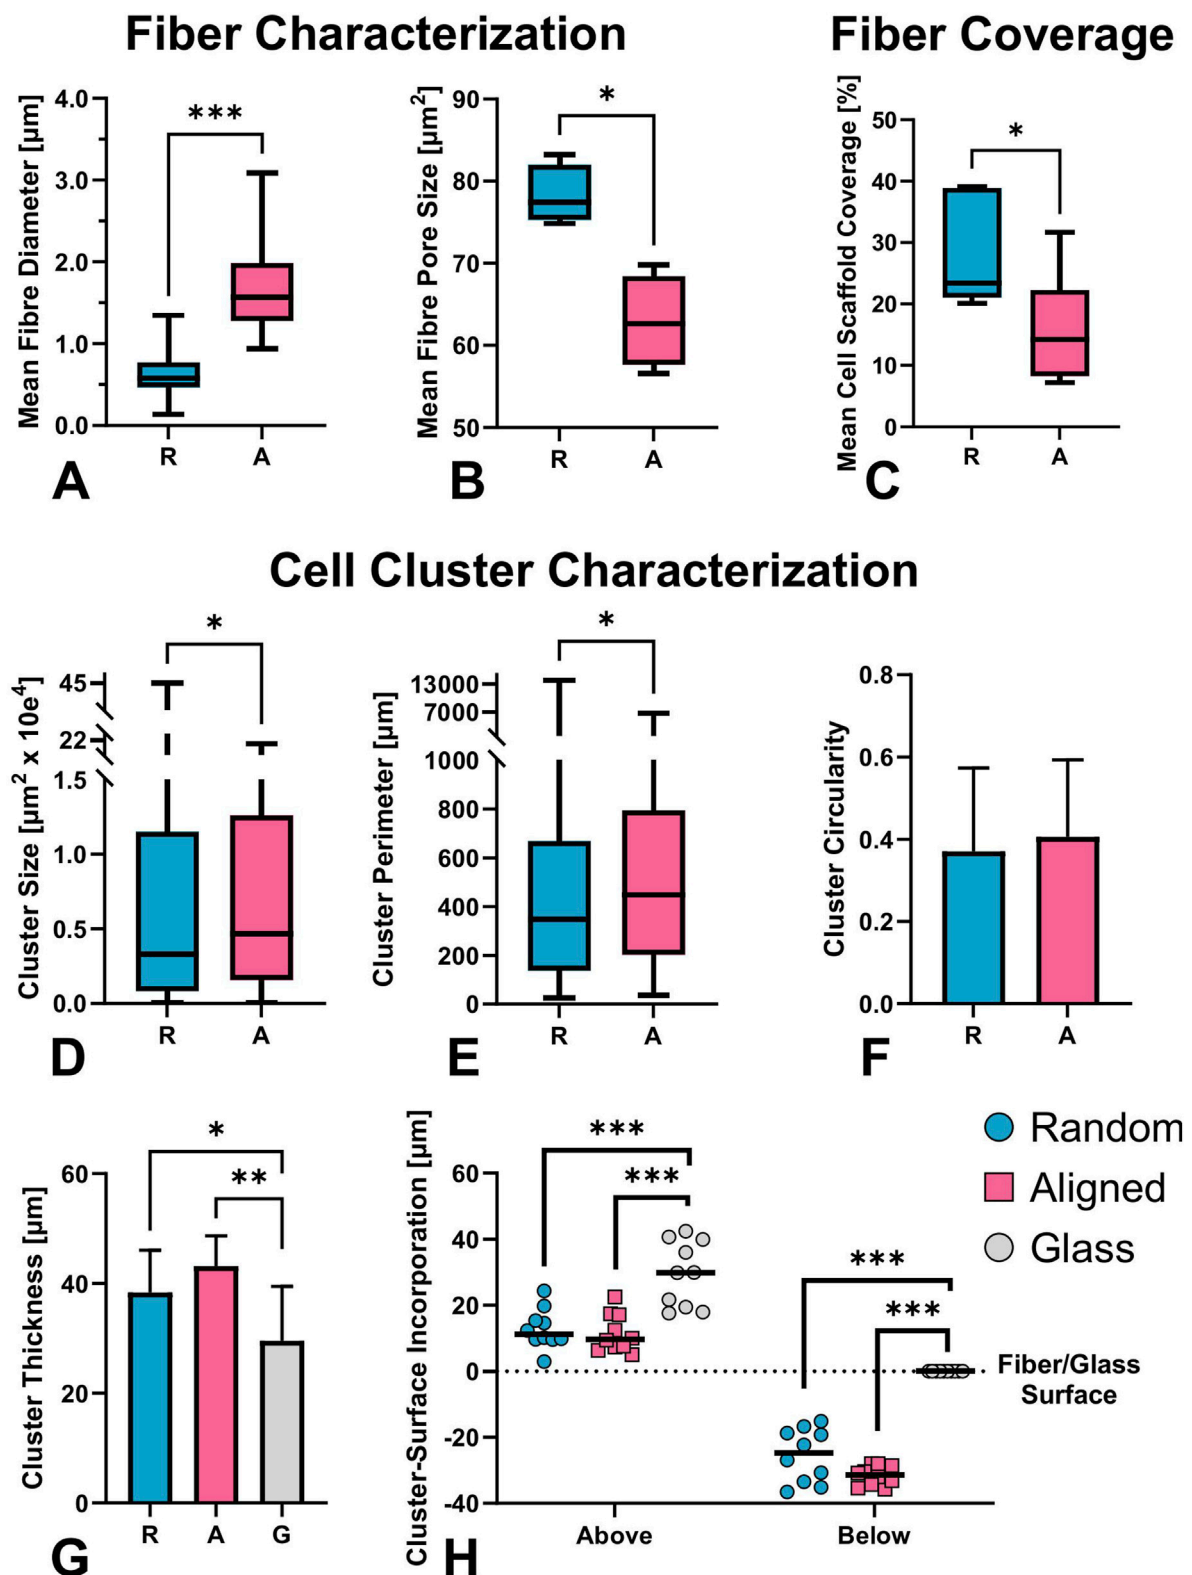 Fiber Characterization
Fiber Coverage
Mean Fibre Diameter [µm]
4.0
3.0
2.0
1.0
0.0
***
R
A
A
Mean Fibre Pore Size [µm²]
90
80
70
60
50
*
R
A
B
Mean Cell Scaffold Coverage [%]
50
40
30
20
10
0
*
R
A
C
Cell Cluster Characterization
Cluster Size [µm² x 10e⁴]
45
22
1.5
1.0
0.5
0.0
*
R
A
D
Cluster Perimeter [µm]
13000
7000
1000
800
600
400
200
0
*
R
A
E
Cluster Circularity
0.8
0.6
0.4
0.2
0.0
R
A
F
Cluster Thickness [µm]
60
40
20
0
*
**
R
A
G
G
Cluster-Surface Incorporation [µm]
60
40
20
0
-20
-40
***
***
***
***
Above
Below
H
Random
Aligned
Glass
Fiber/Glass
Surface